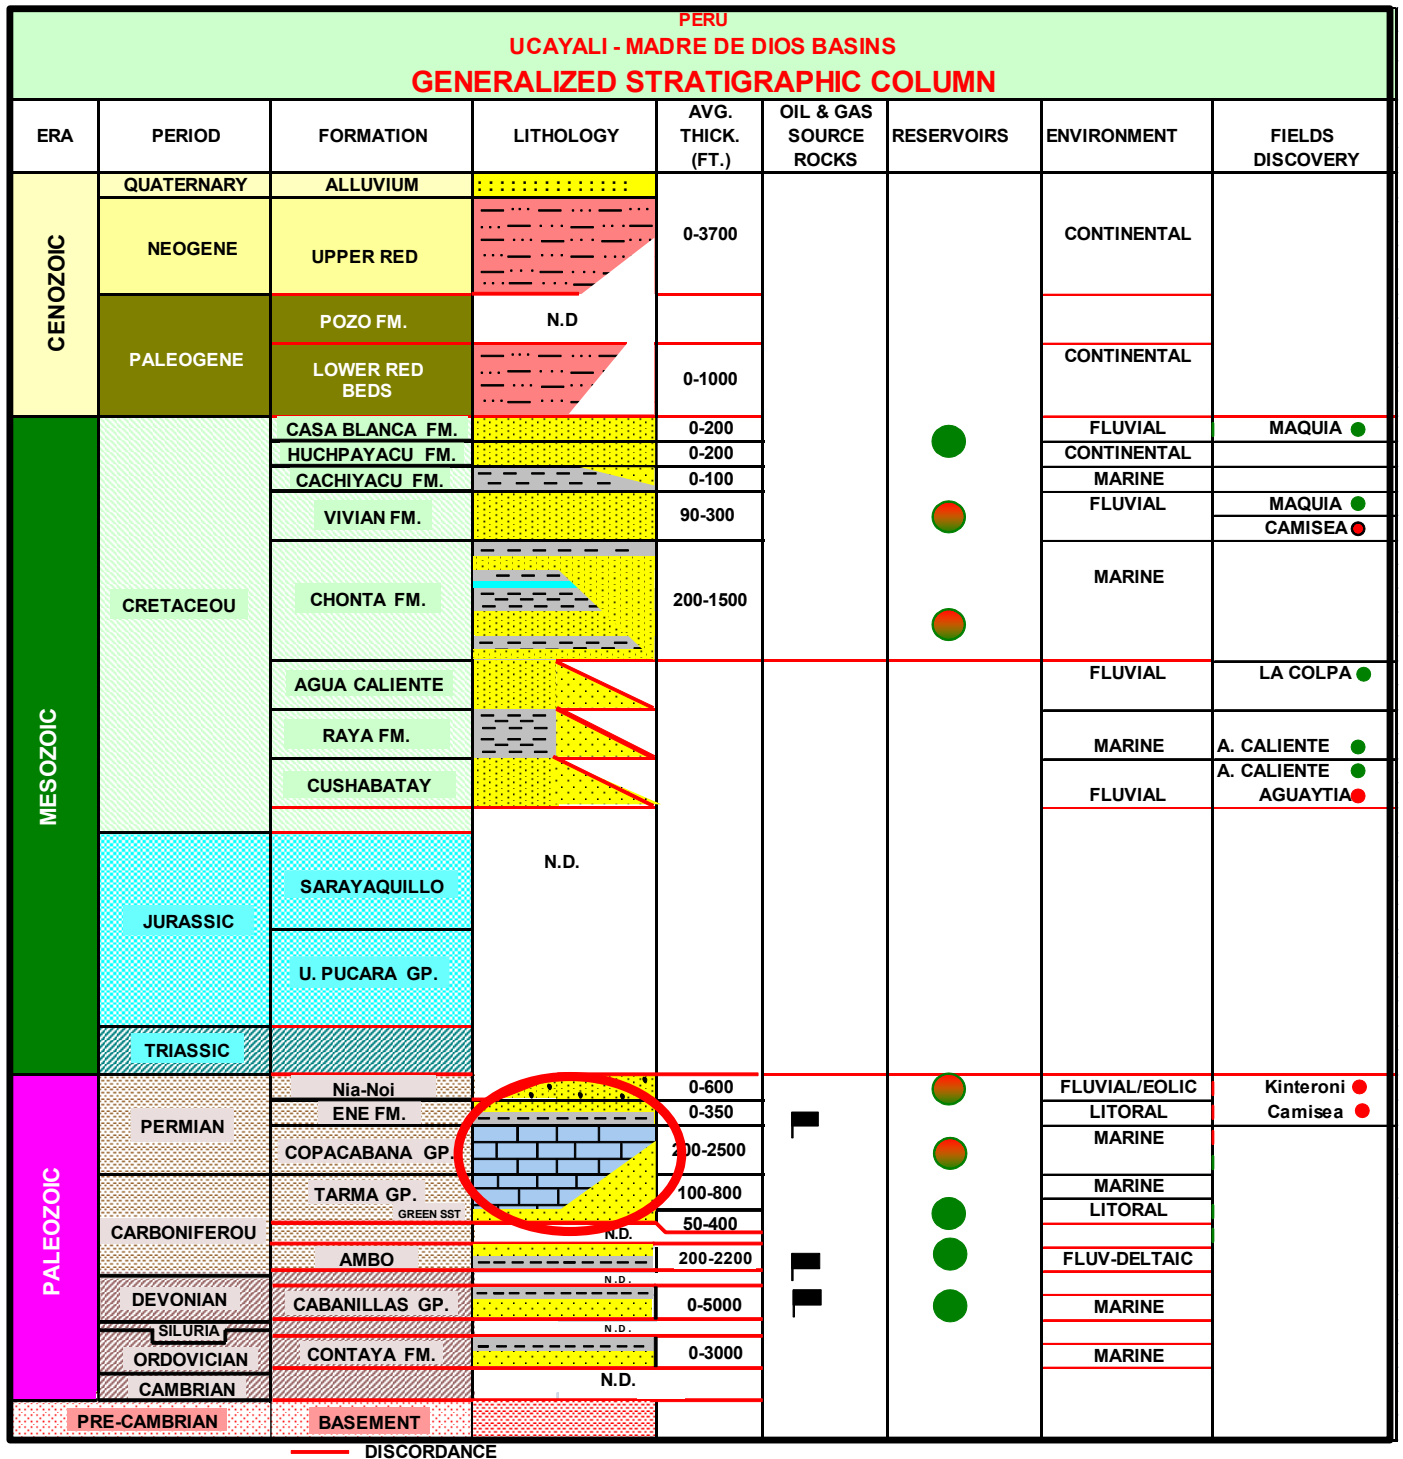 PERU
UCAYALI - MADRE DE DIOS BASINS
GENERALIZED STRATIGRAPHIC COLUMN
ERA PERIOD FORMATION LITHOLOGY AVG. THICK. (FT.) OIL & GAS SOURCE ROCKS RESERVOIRS ENVIRONMENT FIELDS DISCOVERY
CENOZOIC
QUATERNARY ALLUVIUM
NEOGENE UPPER RED 0-3700 CONTINENTAL
PALEOGENE
POZO FM. N.D
LOWER RED BEDS 0-1000 CONTINENTAL
MESOZOIC
CRETACEOU
CASA BLANCA FM. 0-200 FLUVIAL MAQUIA
HUCHPAYACU FM. 0-200 CONTINENTAL
CACHIYACU FM. 0-100 MARINE
VIVIAN FM. 90-300 FLUVIAL MAQUIA
CAMISEA
CHONTA FM. 200-1500 MARINE
AGUA CALIENTE FLUVIAL LA COLPA
RAYA FM. MARINE A. CALIENTE
A. CALIENTE
CUSHABATAY FLUVIAL AGUAYTIA
N.D.
JURASSIC
SARAYAQUILLO
U. PUCARA GP.
TRIASSIC
PALEOZOIC
PERMIAN
Nia-Noi 0-600 FLUVIAL/EOLIC Kinteroni
ENE FM. 0-350 LITORAL Camisea
COPACABANA GP. 200-2500 MARINE
CARBONIFEROU
TARMA GP. 100-800 MARINE
GREEN SST 50-400 LITORAL
N.D.
AMBO 200-2200 FLUV-DELTAIC
N.D.
DEVONIAN CABANILLAS GP. 0-5000 MARINE
SILURIA N.D.
ORDOVICIAN CONTAYA FM. 0-3000 MARINE
CAMBRIAN N.D.
PRE-CAMBRIAN BASEMENT
DISCORDANCE